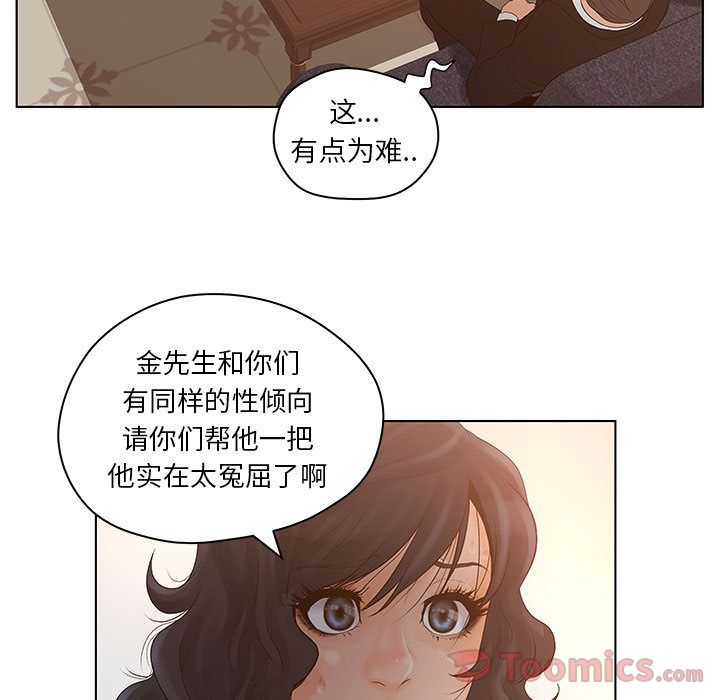 这...
有点为难..
金先生和你们
有同样的性倾向
请你们帮他一把
他实在太冤屈了啊
Toomics.com